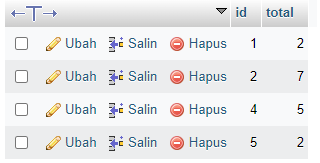 id total
Ubah Salin Hapus 1 2
Ubah Salin Hapus 2 7
Ubah Salin Hapus 4 5
Ubah Salin Hapus 5 2